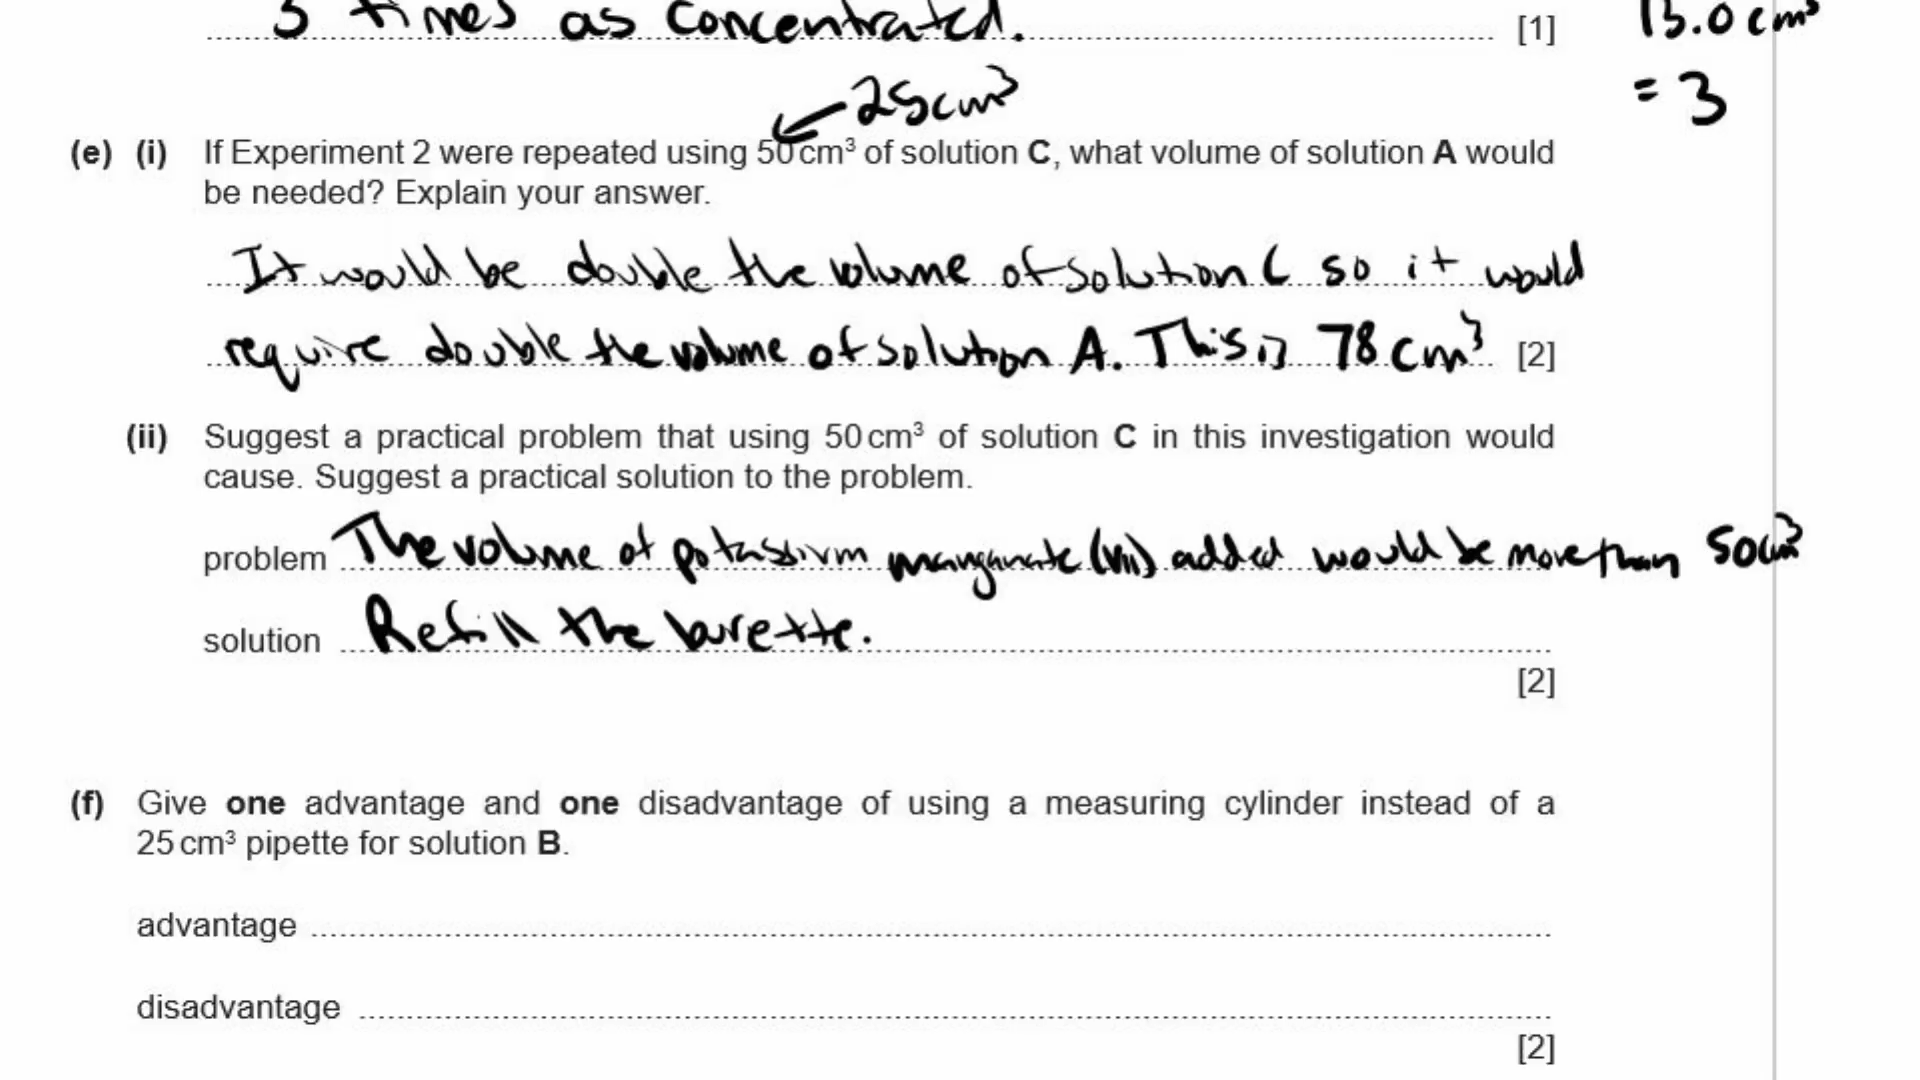 3 times as concentrated. [1]
13.0 cm³
= 3
25cm³
(e) (i) If Experiment 2 were repeated using 50 cm³ of solution C, what volume of solution A would
be needed? Explain your answer.
It would be double the volume of solution C so it would
require double the volume of solution A. This is 78 cm³ [2]
(ii) Suggest a practical problem that using 50 cm³ of solution C in this investigation would
cause. Suggest a practical solution to the problem.
problem The volume of potassium manganate (VII) added would be more than 50cm³
solution Refill the burette.
[2]
(f) Give one advantage and one disadvantage of using a measuring cylinder instead of a
25 cm³ pipette for solution B.
advantage
disadvantage
[2]